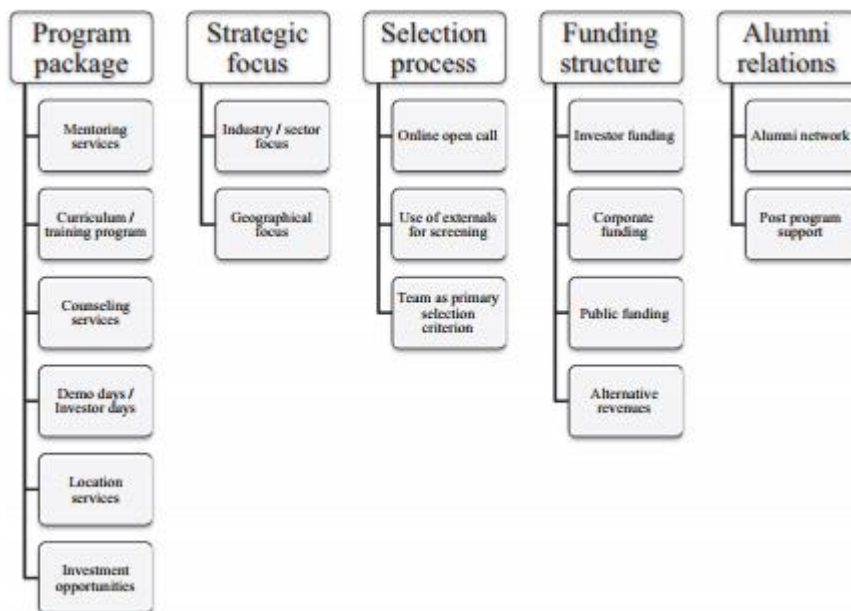 Program
package
Strategic
focus
Selection
process
Funding
structure
Alumni
relations
Mentoring
services
Curriculum /
training program
Counseling
services
Demo days /
Investor days
Location
services
Investment
opportunities
Industry / sector
focus
Geographical
focus
Online open call
Use of externals
for screening
Team as primary
selection
criterion
Investor funding
Corporate
funding
Public funding
Alternative
revenues
Alumni network
Post program
support